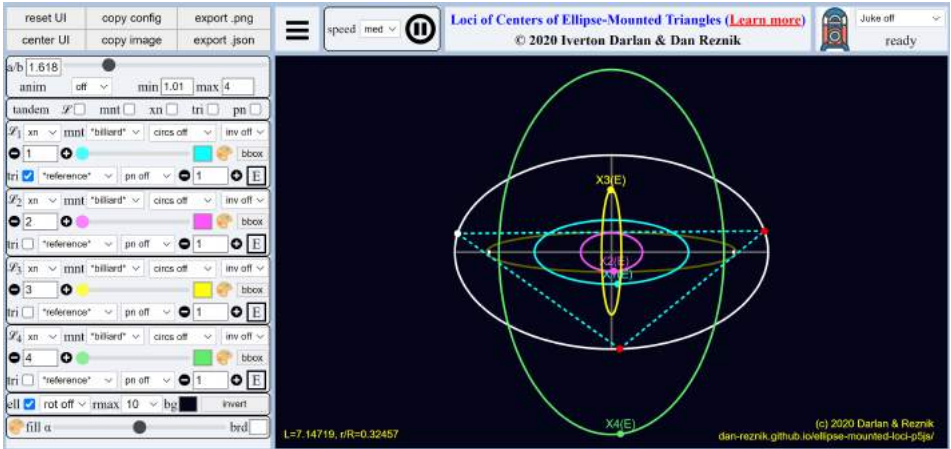 reset UI copy config export .png
center UI copy image export .json
speed med
Loci of Centers of Ellipse-Mounted Triangles (Learn more)
© 2020 Iverton Darlan & Dan Reznik
Juke off
ready
a/b 1.618
anim off min 1.01 max 4
tandem ℒ mnt xn tri pn
ℒ1 xn mnt *billiard* circs off inv off
1 bbox
tri *reference* pn off 1 E
ℒ2 xn mnt *billiard* circs off inv off
2 bbox
tri *reference* pn off 1 E
ℒ3 xn mnt *billiard* circs off inv off
3 bbox
tri *reference* pn off 1 E
ℒ4 xn mnt *billiard* circs off inv off
4 bbox
tri *reference* pn off 1 E
ell rot off rmax 10 bg invert
fill α brd
X3(E)
X2(E)
X1(E)
X4(E)
L=7.14719, r/R=0.32457
(c) 2020 Darlan & Reznik
dan-reznik.github.io/ellipse-mounted-loci-p5js/